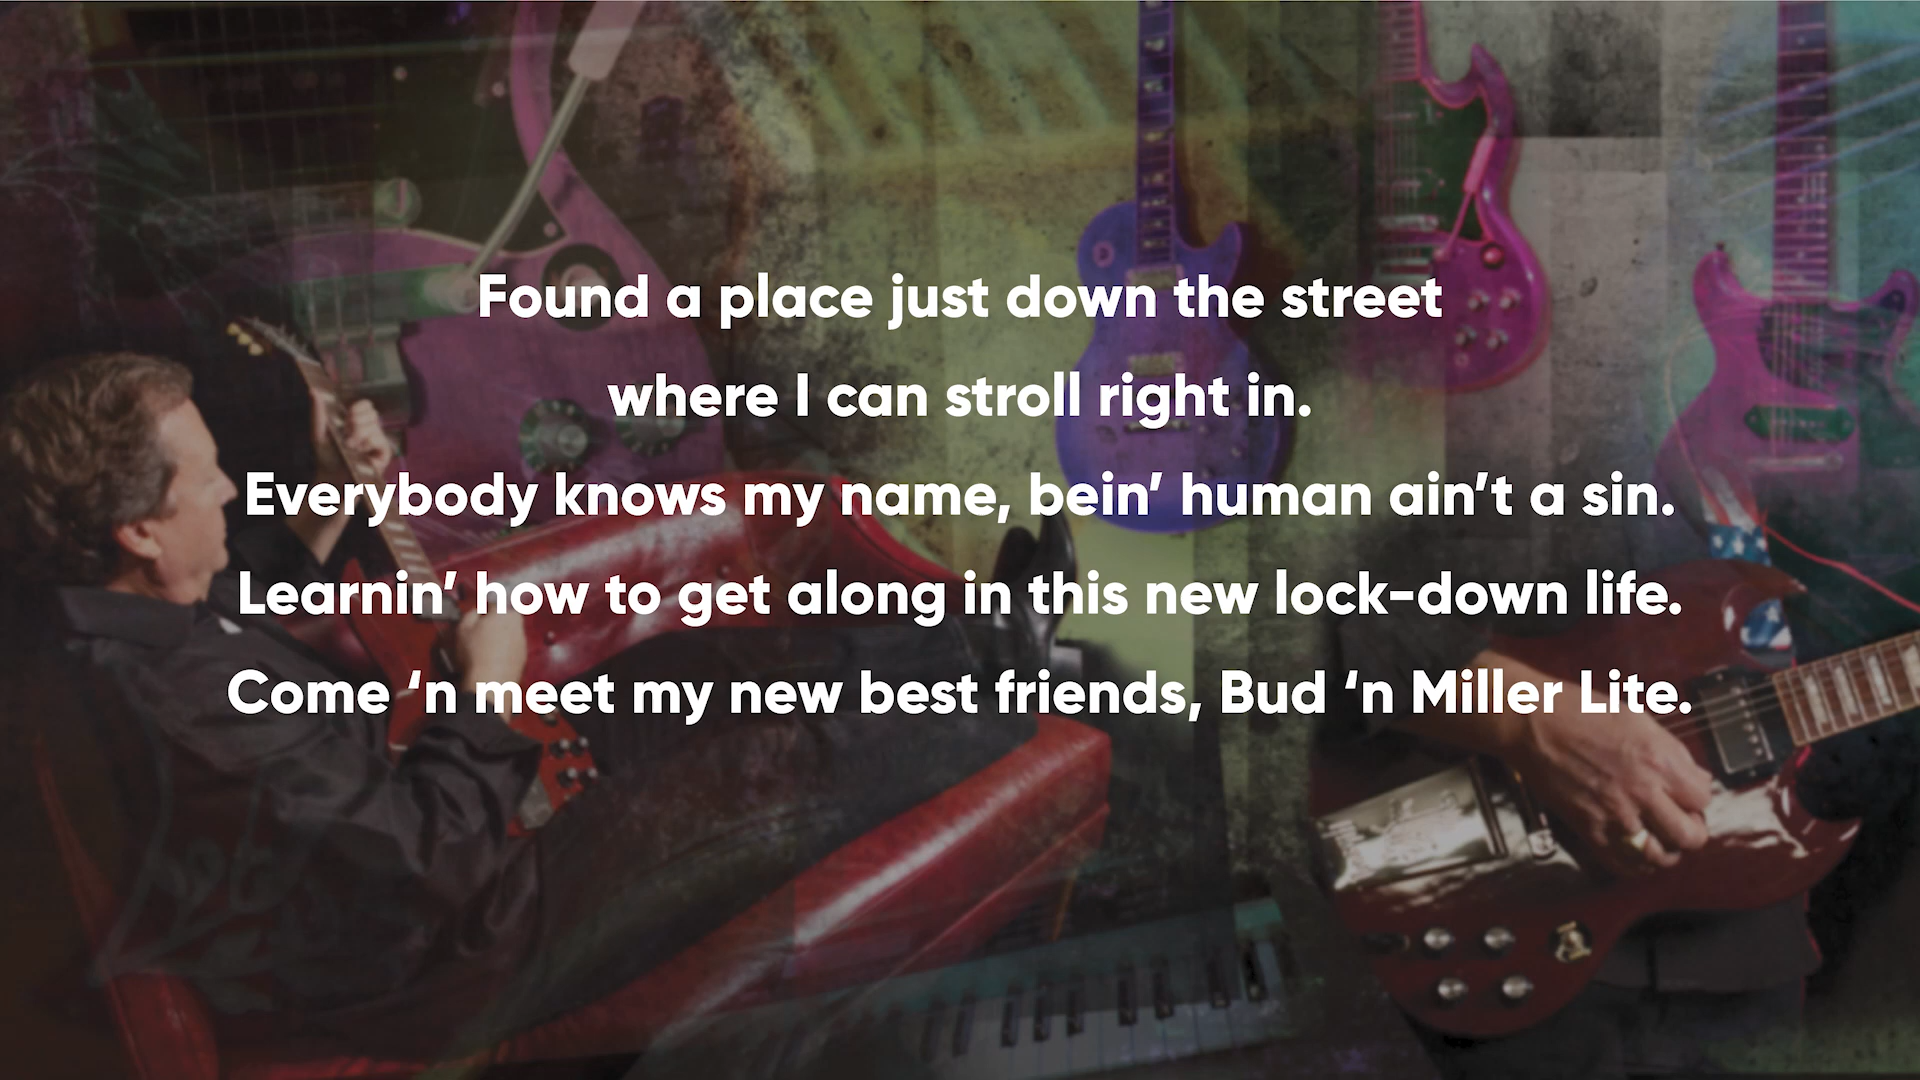 Found a place just down the street
where I can stroll right in.
Everybody knows my name, bein’ human ain’t a sin.
Learnin’ how to get along in this new lock-down life.
Come ‘n meet my new best friends, Bud ‘n Miller Lite.